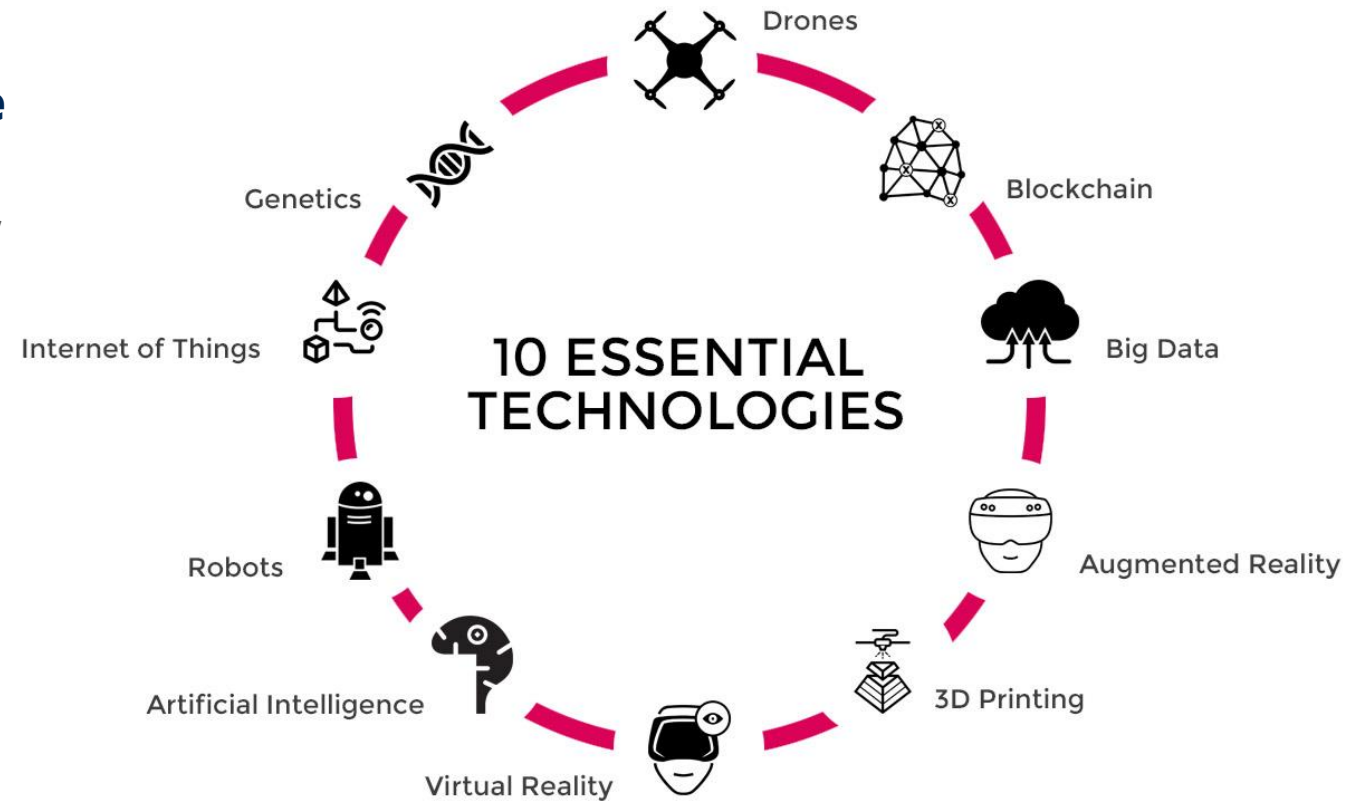 Drones
Blockchain
Genetics
Internet of Things
10 ESSENTIAL
TECHNOLOGIES
Big Data
Robots
Augmented Reality
Artificial Intelligence
3D Printing
Virtual Reality